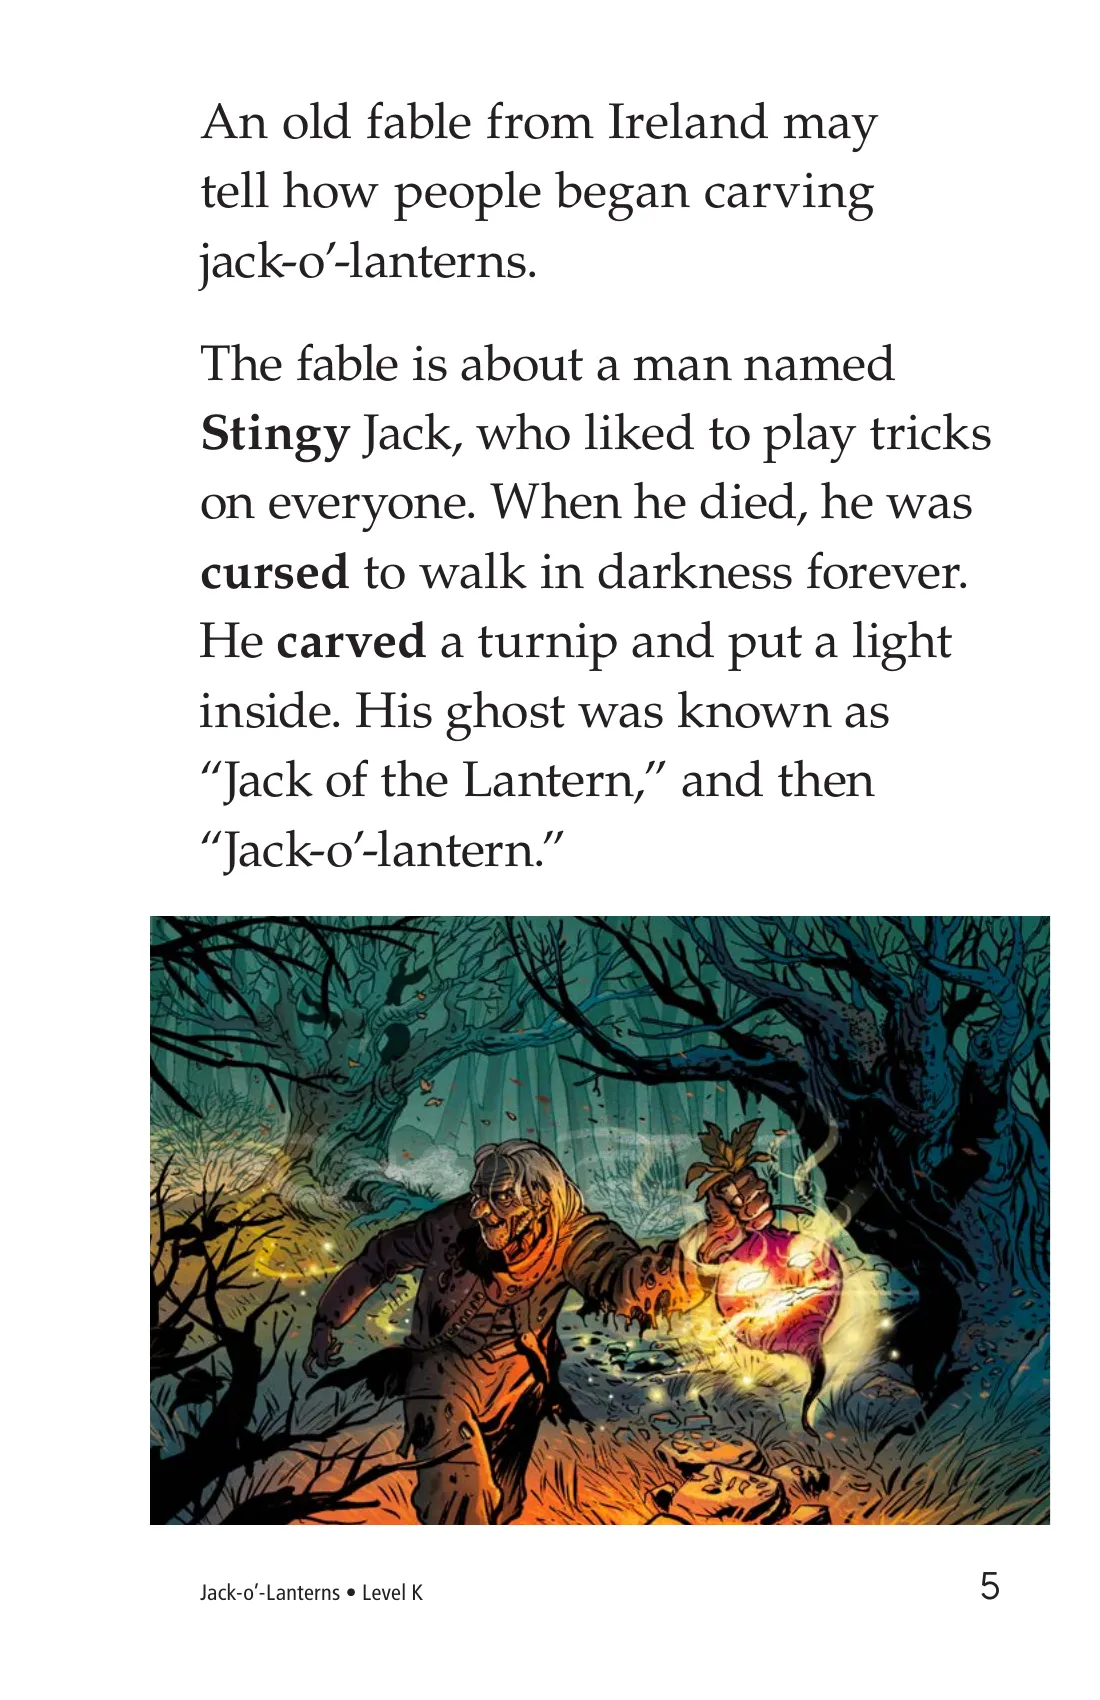 An old fable from Ireland may
tell how people began carving
jack-o’-lanterns.
The fable is about a man named
Stingy Jack, who liked to play tricks
on everyone. When he died, he was
cursed to walk in darkness forever.
He carved a turnip and put a light
inside. His ghost was known as
“Jack of the Lantern,” and then
“Jack-o’-lantern.”
Jack-o’-Lanterns • Level K
5